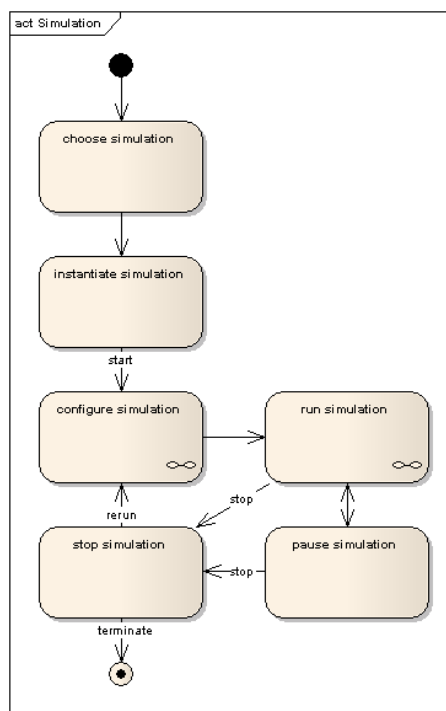 act Simulation
choose simulation
instantiate simulation
start
configure simulation
run simulation
stop
rerun
stop simulation
stop
pause simulation
terminate